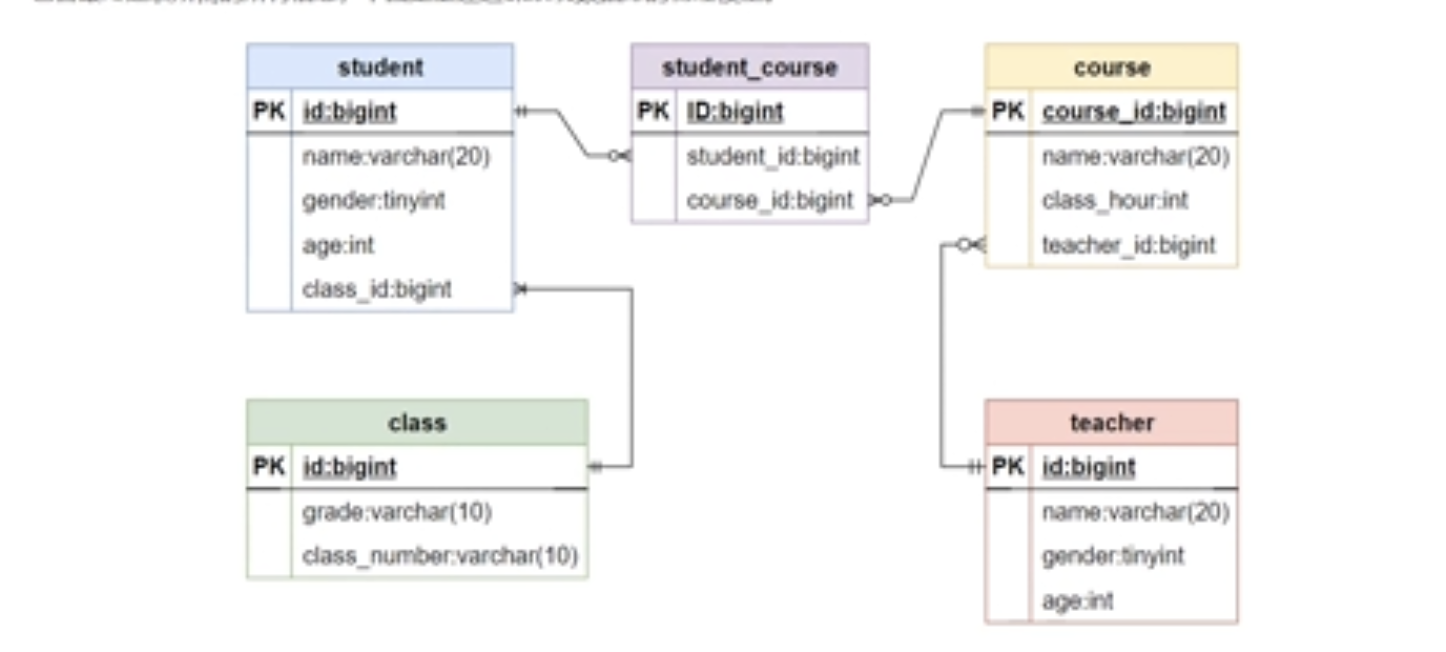 student
PK id:bigint
name:varchar(20)
gender:tinyint
age:int
class_id:bigint
student_course
PK ID:bigint
student_id:bigint
course_id:bigint
course
PK course_id:bigint
name:varchar(20)
class_hour:int
teacher_id:bigint
class
PK id:bigint
grade:varchar(10)
class_number:varchar(10)
teacher
PK id:bigint
name:varchar(20)
gender:tinyint
age:int